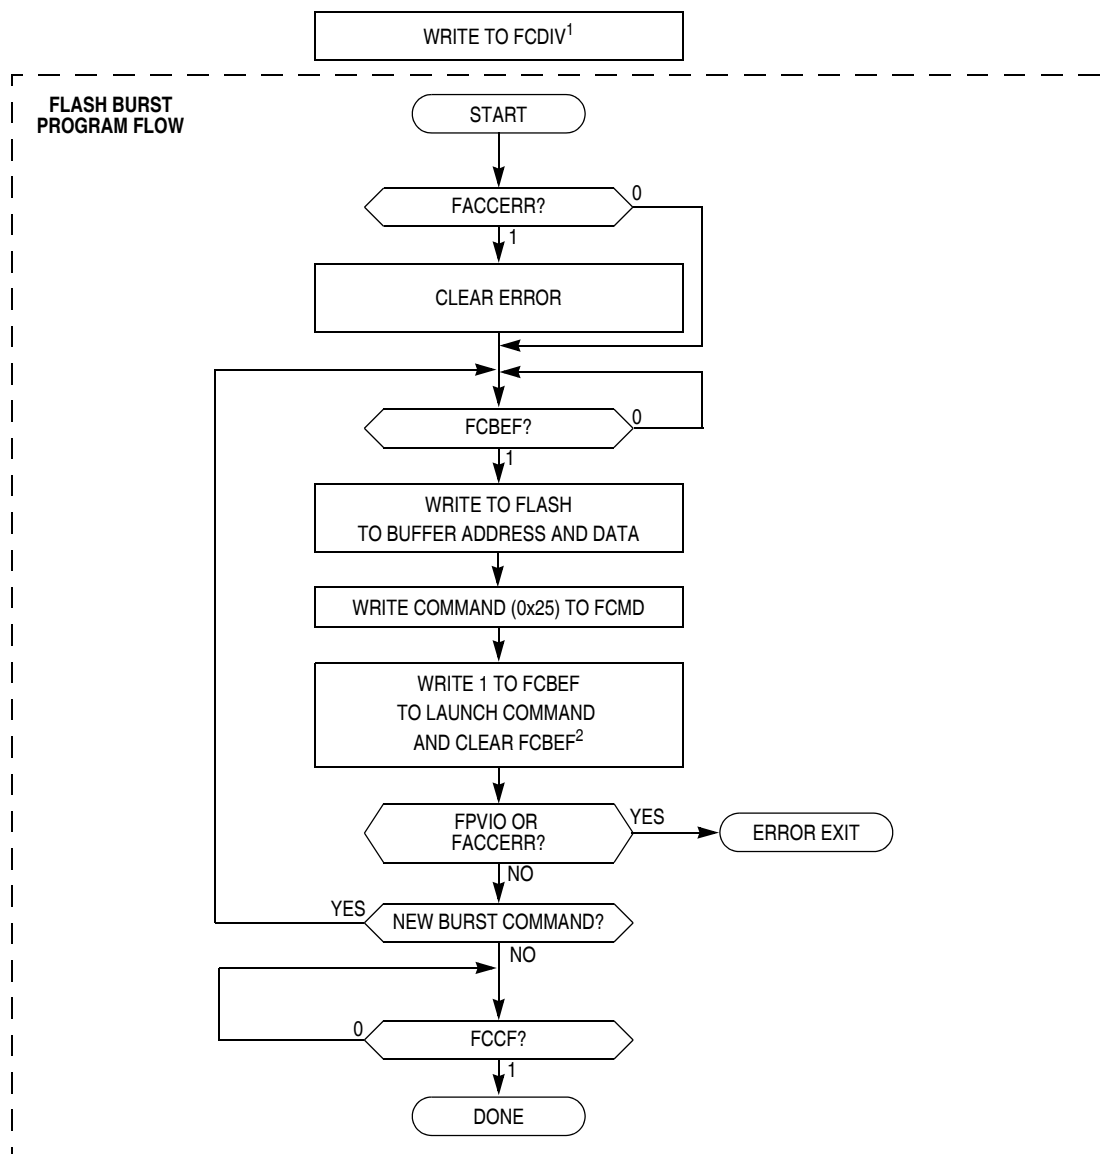 WRITE TO FCDIV1
FLASH BURST
PROGRAM FLOW
START
FACCERR?
0
1
CLEAR ERROR
FCBEF?
0
1
WRITE TO FLASH
TO BUFFER ADDRESS AND DATA
WRITE COMMAND (0x25) TO FCMD
WRITE 1 TO FCBEF
TO LAUNCH COMMAND
AND CLEAR FCBEF2
FPVIO OR
FACCERR?
YES
ERROR EXIT
NO
YES
NEW BURST COMMAND?
NO
0
FCCF?
1
DONE